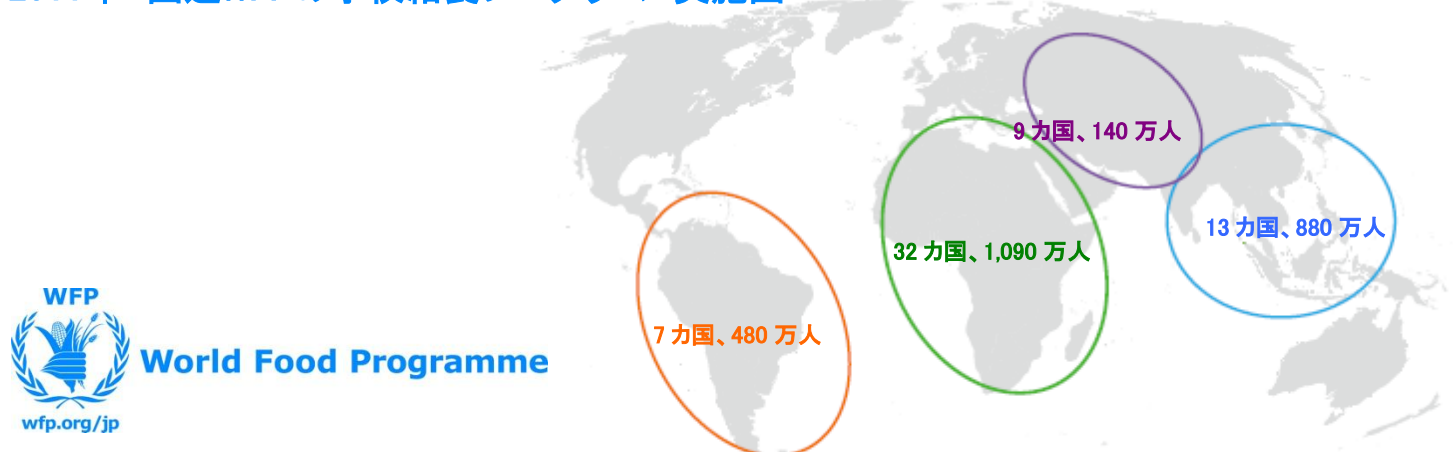 9 カ国、140 万人
13 カ国、880 万人
32 カ国、1,090 万人
7 カ国、480 万人
WFP
World Food Programme
wfp.org/jp